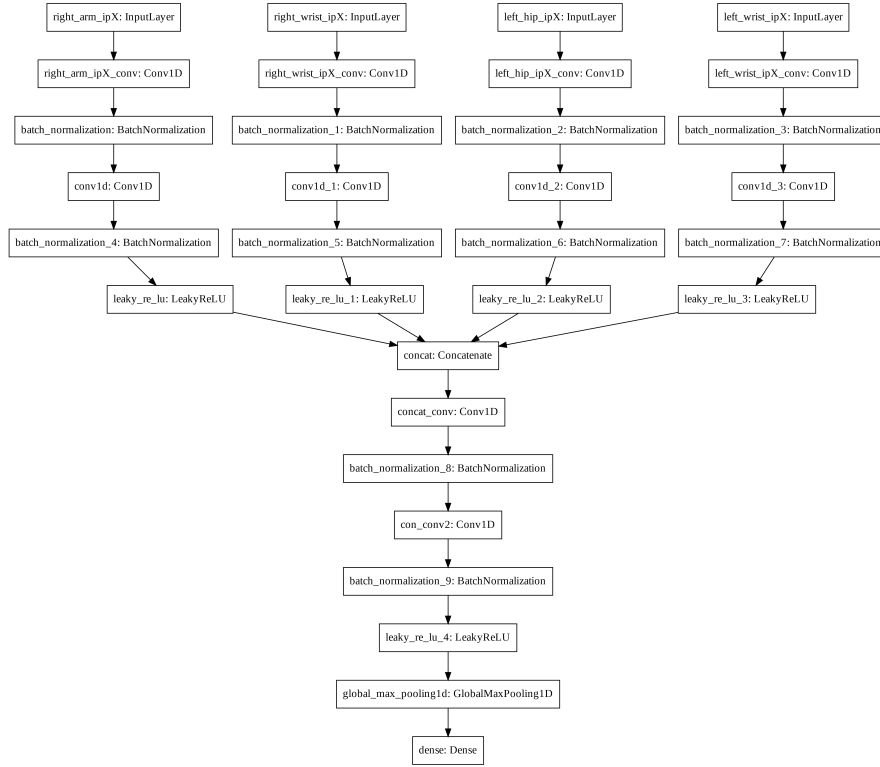 right_arm_ipX: InputLayer
right_wrist_ipX: InputLayer
left_hip_ipX: InputLayer
left_wrist_ipX: InputLayer
right_arm_ipX_conv: Conv1D
right_wrist_ipX_conv: Conv1D
left_hip_ipX_conv: Conv1D
left_wrist_ipX_conv: Conv1D
batch_normalization: BatchNormalization
batch_normalization_1: BatchNormalization
batch_normalization_2: BatchNormalization
batch_normalization_3: BatchNormalization
conv1d: Conv1D
conv1d_1: Conv1D
conv1d_2: Conv1D
conv1d_3: Conv1D
batch_normalization_4: BatchNormalization
batch_normalization_5: BatchNormalization
batch_normalization_6: BatchNormalization
batch_normalization_7: BatchNormalization
leaky_re_lu: LeakyReLU
leaky_re_lu_1: LeakyReLU
leaky_re_lu_2: LeakyReLU
leaky_re_lu_3: LeakyReLU
concat: Concatenate
concat_conv: Conv1D
batch_normalization_8: BatchNormalization
con_conv2: Conv1D
batch_normalization_9: BatchNormalization
leaky_re_lu_4: LeakyReLU
global_max_pooling1d: GlobalMaxPooling1D
dense: Dense